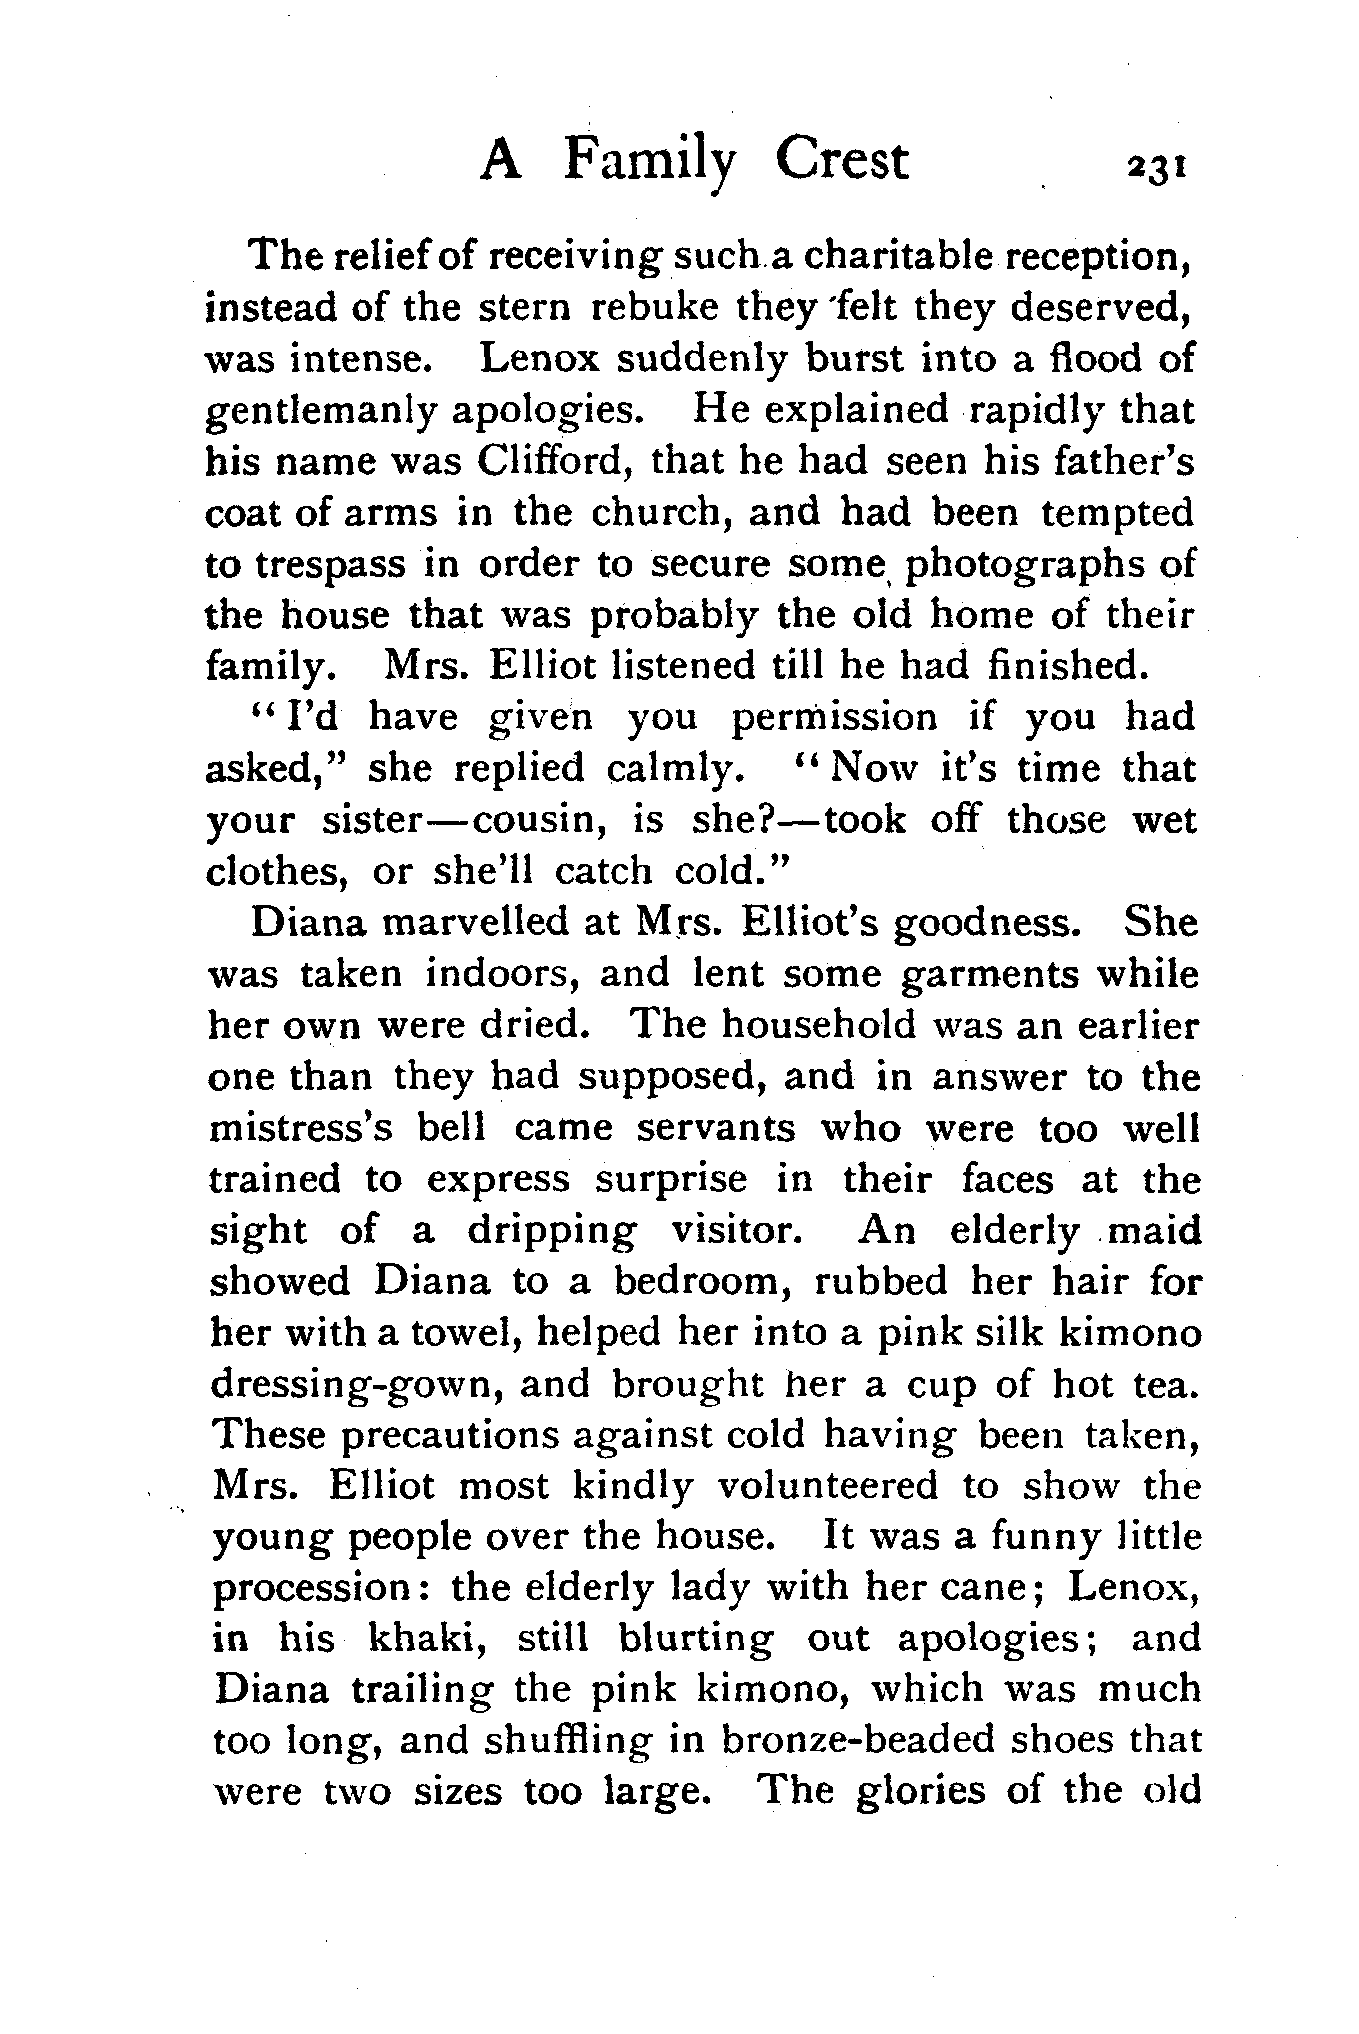 A Family Crest 231
The relief of receiving such a charitable reception,
instead of the stern rebuke they felt they deserved,
was intense. Lenox suddenly burst into a flood of
gentlemanly apologies. He explained rapidly that
his name was Clifford, that he had seen his father's
coat of arms in the church, and had been tempted
to trespass in order to secure some photographs of
the house that was probably the old home of their
family. Mrs. Elliot listened till he had finished.
"I'd have given you permission if you had
asked," she replied calmly. "Now it's time that
your sister—cousin, is she?—took off those wet
clothes, or she'll catch cold."
Diana marvelled at Mrs. Elliot's goodness. She
was taken indoors, and lent some garments while
her own were dried. The household was an earlier
one than they had supposed, and in answer to the
mistress's bell came servants who were too well
trained to express surprise in their faces at the
sight of a dripping visitor. An elderly maid
showed Diana to a bedroom, rubbed her hair for
her with a towel, helped her into a pink silk kimono
dressing-gown, and brought her a cup of hot tea.
These precautions against cold having been taken,
Mrs. Elliot most kindly volunteered to show the
young people over the house. It was a funny little
procession: the elderly lady with her cane; Lenox,
in his khaki, still blurting out apologies; and
Diana trailing the pink kimono, which was much
too long, and shuffling in bronze-beaded shoes that
were two sizes too large. The glories of the old